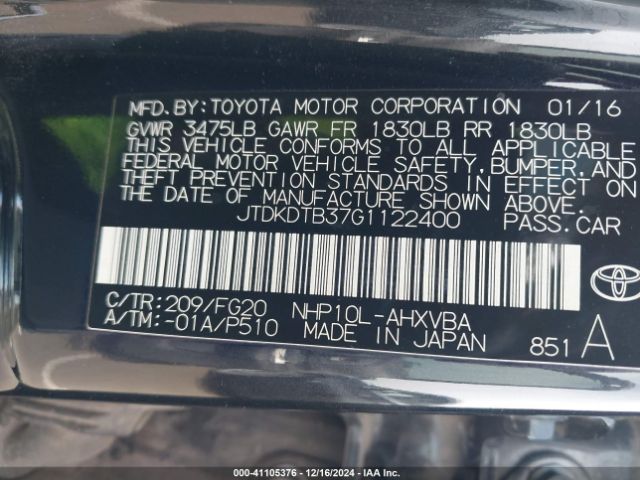 MFD.BY:TOYOTA MOTOR CORPORATION 01/16
GVWR 3475LB GAWR FR 1830LB RR 1830LB
THIS VEHICLE CONFORMS TO ALL APPLICABLE
FEDERAL MOTOR VEHICLE SAFETY,BUMPER,AND
THEFT PREVENTION STANDARDS IN EFFECT ON
THE DATE OF MANUFACTURE SHOWN ABOVE.
JTDKDTB37G1122400 PASS.CAR
C/TR:209/FG20 NHP10L-AHXVBA
A/TM:-01A/P510 MADE IN JAPAN 851 A
TOYOTA
000-41105376 - 12/16/2024 - IAA Inc.